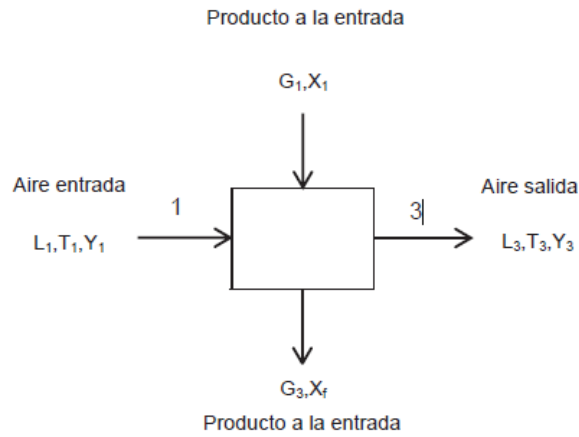 Producto a la entrada
G₁,X₁
Aire entrada
Aire salida
1
3
L₁,T₁,Y₁
L₃,T₃,Y₃
G₃,Xf
Producto a la entrada